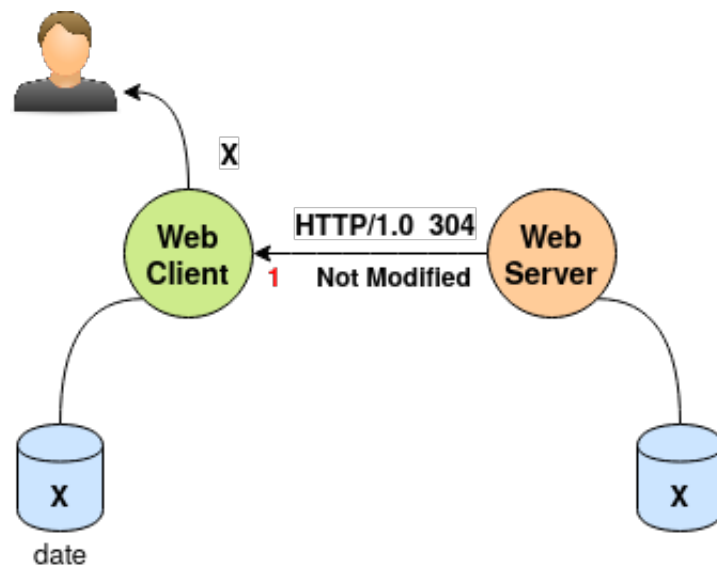 X
HTTP/1.0 304
Web
Client
1 Not Modified
Web
Server
X
date
X